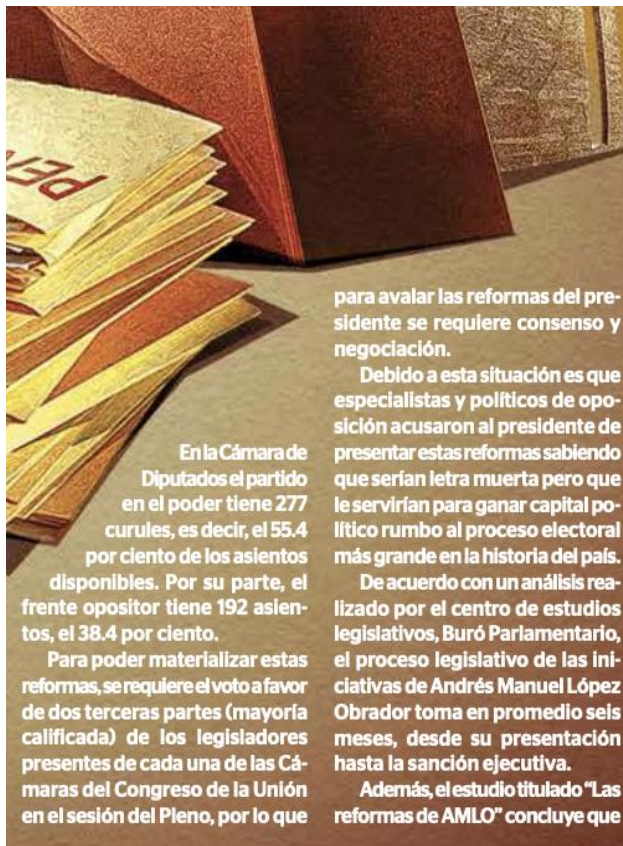 PEN
En la Cámara de
Diputados el partido
en el poder tiene 277
curules, es decir, el 55.4
por ciento de los asientos
disponibles. Por su parte, el
frente opositor tiene 192 asien-
tos, el 38.4 por ciento.
Para poder materializar estas
reformas, se requiere el voto a favor
de dos terceras partes (mayoría
calificada) de los legisladores
presentes de cada una de las Cá-
maras del Congreso de la Unión
en el sesión del Pleno, por lo que
para avalar las reformas del pre-
sidente se requiere consenso y
negociación.
Debido a esta situación es que
especialistas y políticos de opo-
sición acusaron al presidente de
presentar estas reformas sabiendo
que serían letra muerta pero que
le servirían para ganar capital po-
lítico rumbo al proceso electoral
más grande en la historia del país.
De acuerdo con un análisis rea-
lizado por el centro de estudios
legislativos, Buró Parlamentario,
el proceso legislativo de las ini-
ciativas de Andrés Manuel López
Obrador toma en promedio seis
meses, desde su presentación
hasta la sanción ejecutiva.
Además, el estudio titulado “Las
reformas de AMLO” concluye que